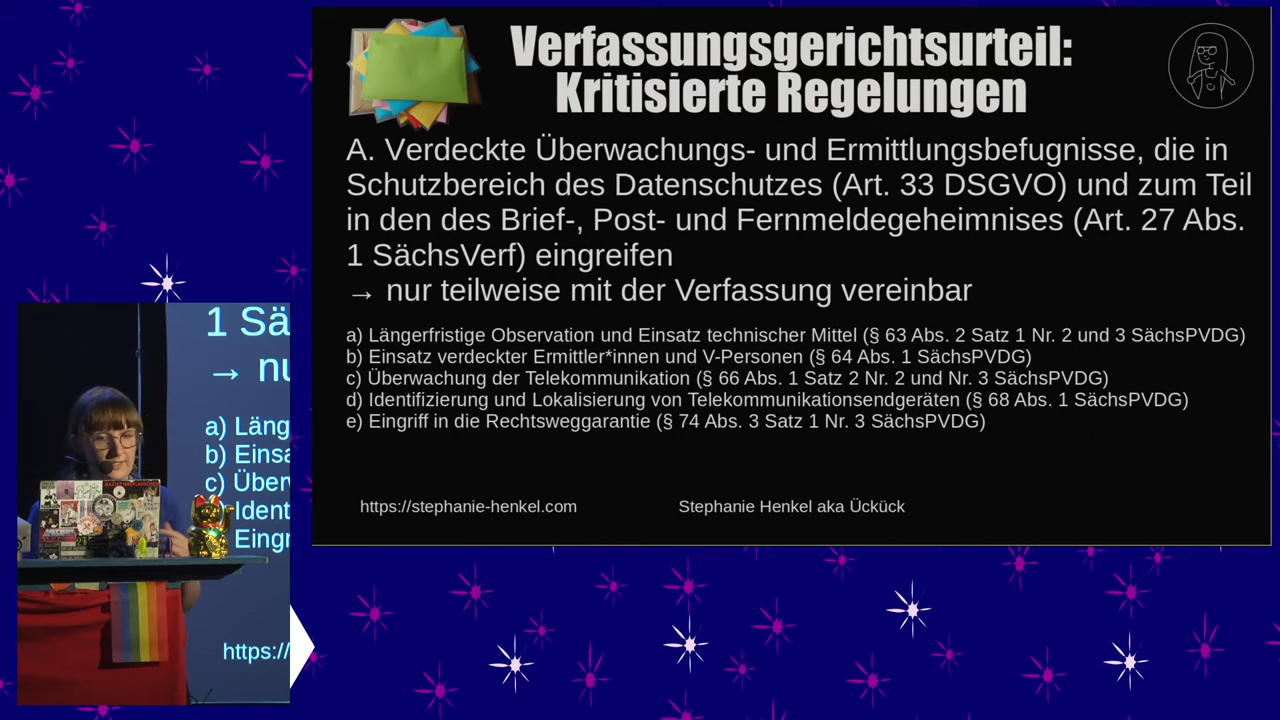 Verfassungsgerichtsurteil:
Kritisierte Regelungen
A. Verdeckte Überwachungs- und Ermittlungsbefugnisse, die in
Schutzbereich des Datenschutzes (Art. 33 DSGVO) und zum Teil
in den des Brief-, Post- und Fernmeldegeheimnises (Art. 27 Abs.
1 SächsVerf) eingreifen
→ nur teilweise mit der Verfassung vereinbar
a) Längerfristige Observation und Einsatz technischer Mittel (§ 63 Abs. 2 Satz 1 Nr. 2 und 3 SächsPVDG)
b) Einsatz verdeckter Ermittler*innen und V-Personen (§ 64 Abs. 1 SächsPVDG)
c) Überwachung der Telekommunikation (§ 66 Abs. 1 Satz 2 Nr. 2 und Nr. 3 SächsPVDG)
d) Identifizierung und Lokalisierung von Telekommunikationsendgeräten (§ 68 Abs. 1 SächsPVDG)
e) Eingriff in die Rechtsweggarantie (§ 74 Abs. 3 Satz 1 Nr. 3 SächsPVDG)
https://stephanie-henkel.com
Stephanie Henkel aka Ückück
1 Sä
→ nu
a) Läng
b) Einsa
c) Über
Ident
Eingr
https://